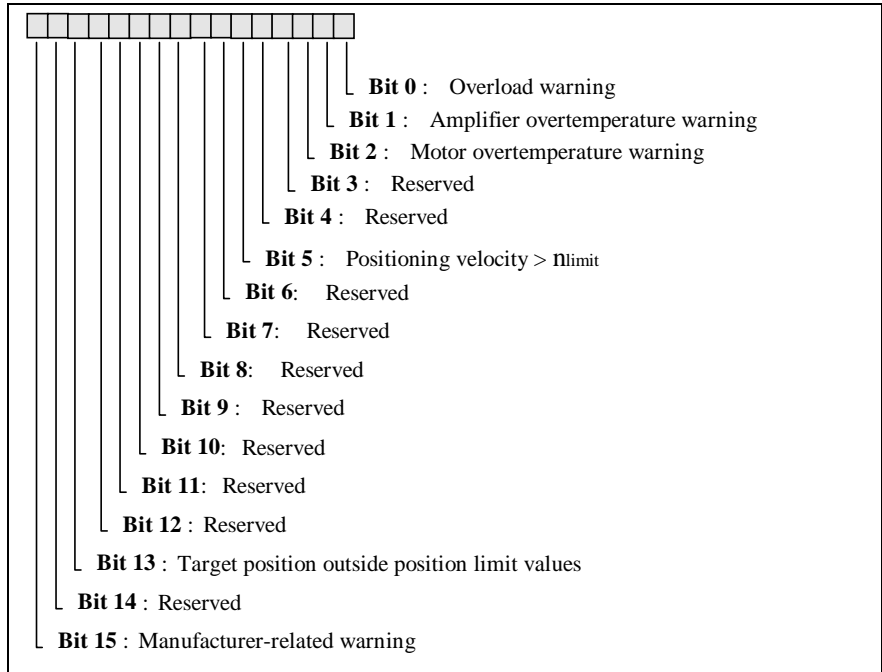 Bit 0 : Overload warning
Bit 1 : Amplifier overtemperature warning
Bit 2 : Motor overtemperature warning
Bit 3 : Reserved
Bit 4 : Reserved
Bit 5 : Positioning velocity > nlimit
Bit 6: Reserved
Bit 7: Reserved
Bit 8: Reserved
Bit 9 : Reserved
Bit 10: Reserved
Bit 11: Reserved
Bit 12 : Reserved
Bit 13 : Target position outside position limit values
Bit 14 : Reserved
Bit 15 : Manufacturer-related warning